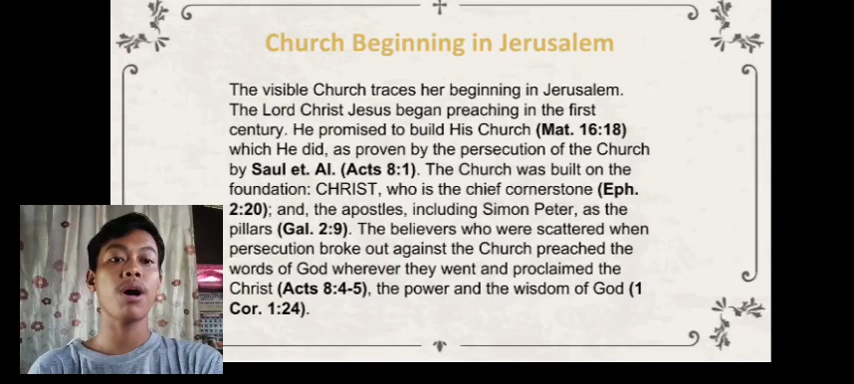 Church Beginning in Jerusalem
The visible Church traces her beginning in Jerusalem.
The Lord Christ Jesus began preaching in the first
century. He promised to build His Church (Mat. 16:18)
which He did, as proven by the persecution of the Church
by Saul et. Al. (Acts 8:1). The Church was built on the
foundation: CHRIST, who is the chief cornerstone (Eph.
2:20); and, the apostles, including Simon Peter, as the
pillars (Gal. 2:9). The believers who were scattered when
persecution broke out against the Church preached the
words of God wherever they went and proclaimed the
Christ (Acts 8:4-5), the power and the wisdom of God (1
Cor. 1:24).